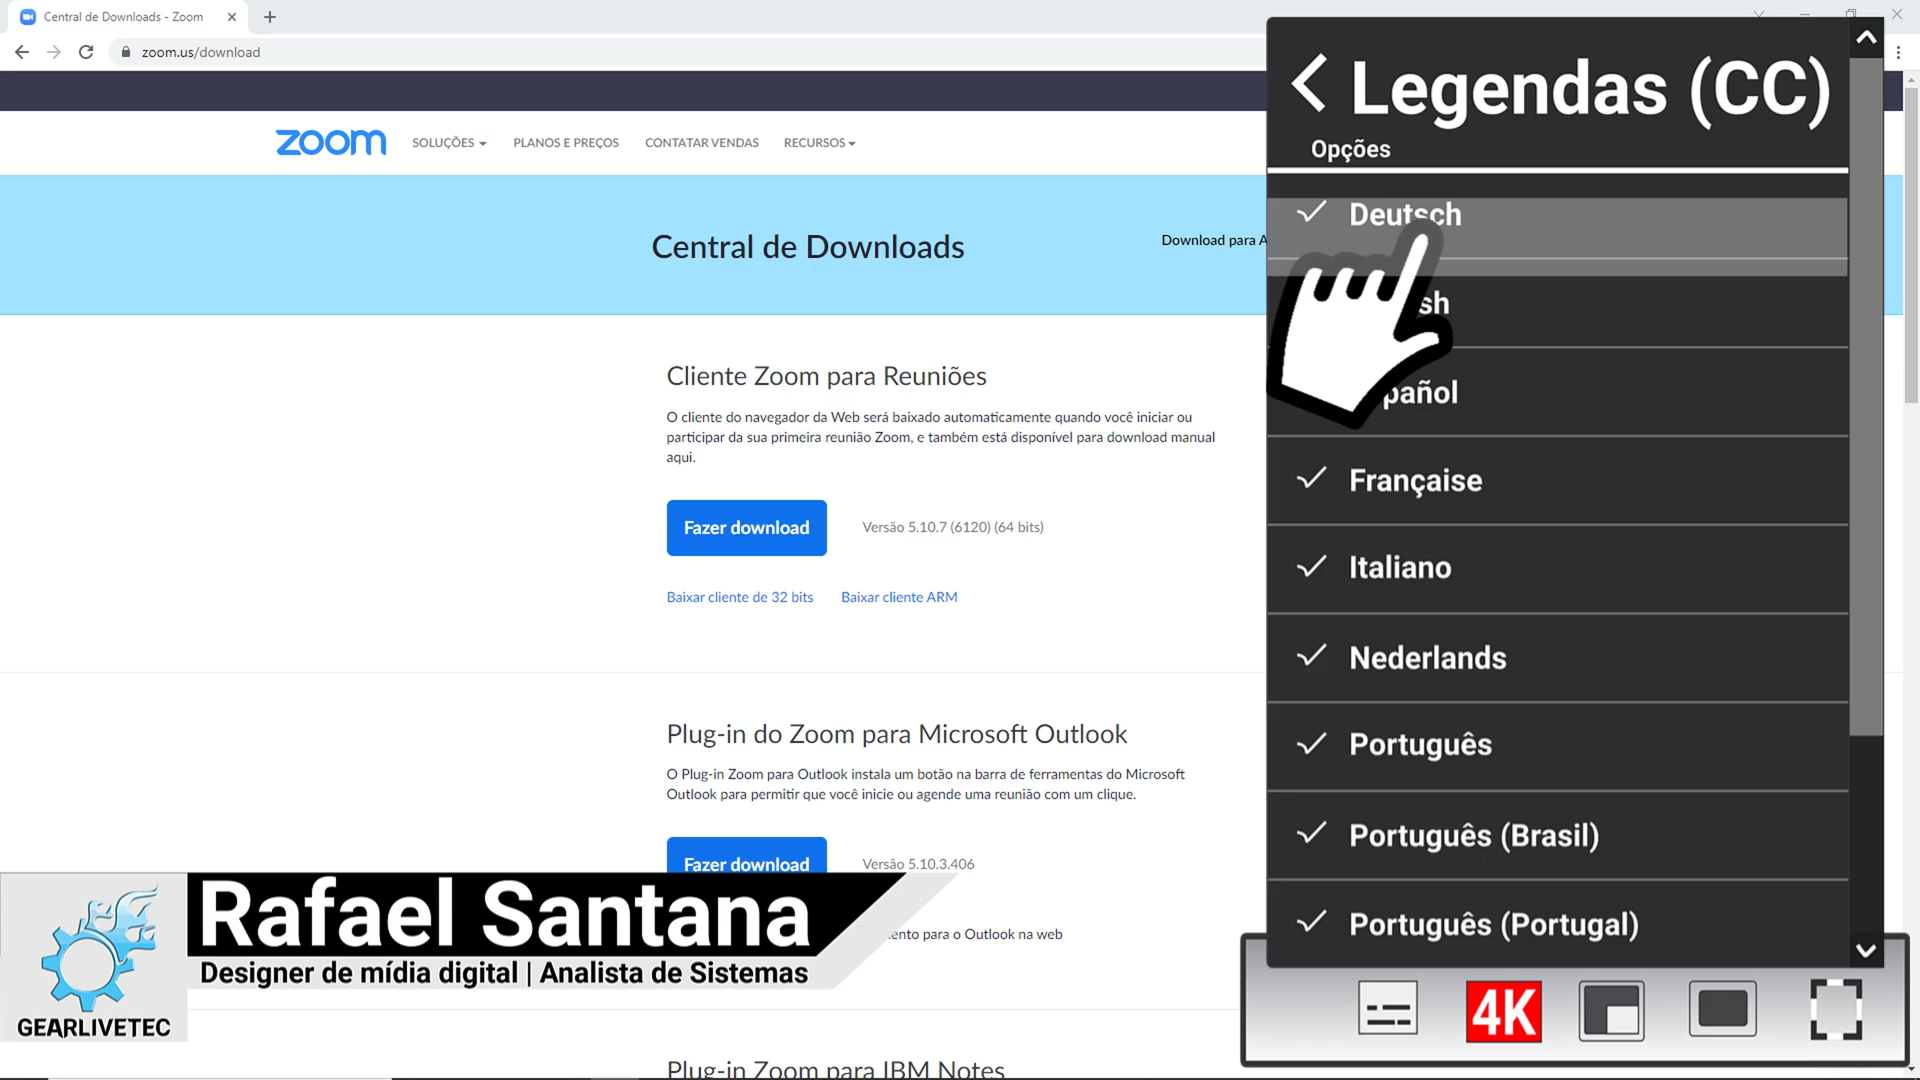 Central de Downloads - Zoom
zoom.us/download
zoom
SOLUÇÕES
PLANOS E PREÇOS
CONTATAR VENDAS
RECURSOS
Central de Downloads
Download para
Cliente Zoom para Reuniões
O cliente do navegador da Web será baixado automaticamente quando você iniciar ou
participar da sua primeira reunião Zoom, e também está disponível para download manual
aqui.
Fazer download
Versão 5.10.7 (6120) (64 bits)
Baixar cliente de 32 bits
Baixar cliente ARM
Plug-in do Zoom para Microsoft Outlook
O Plug-in Zoom para Outlook instala um botão na barra de ferramentas do Microsoft
Outlook para permitir que você inicie ou agende uma reunião com um clique.
Fazer download
Versão 5.10.3.406
para o Outlook na web
Plug-in Zoom para IBM Notes
Rafael Santana
Designer de mídia digital | Analista de Sistemas
GEARLIVETEC
Legendas (CC)
Opções
Deutsch
Française
Italiano
Nederlands
Português
Português (Brasil)
Português (Portugal)
4K